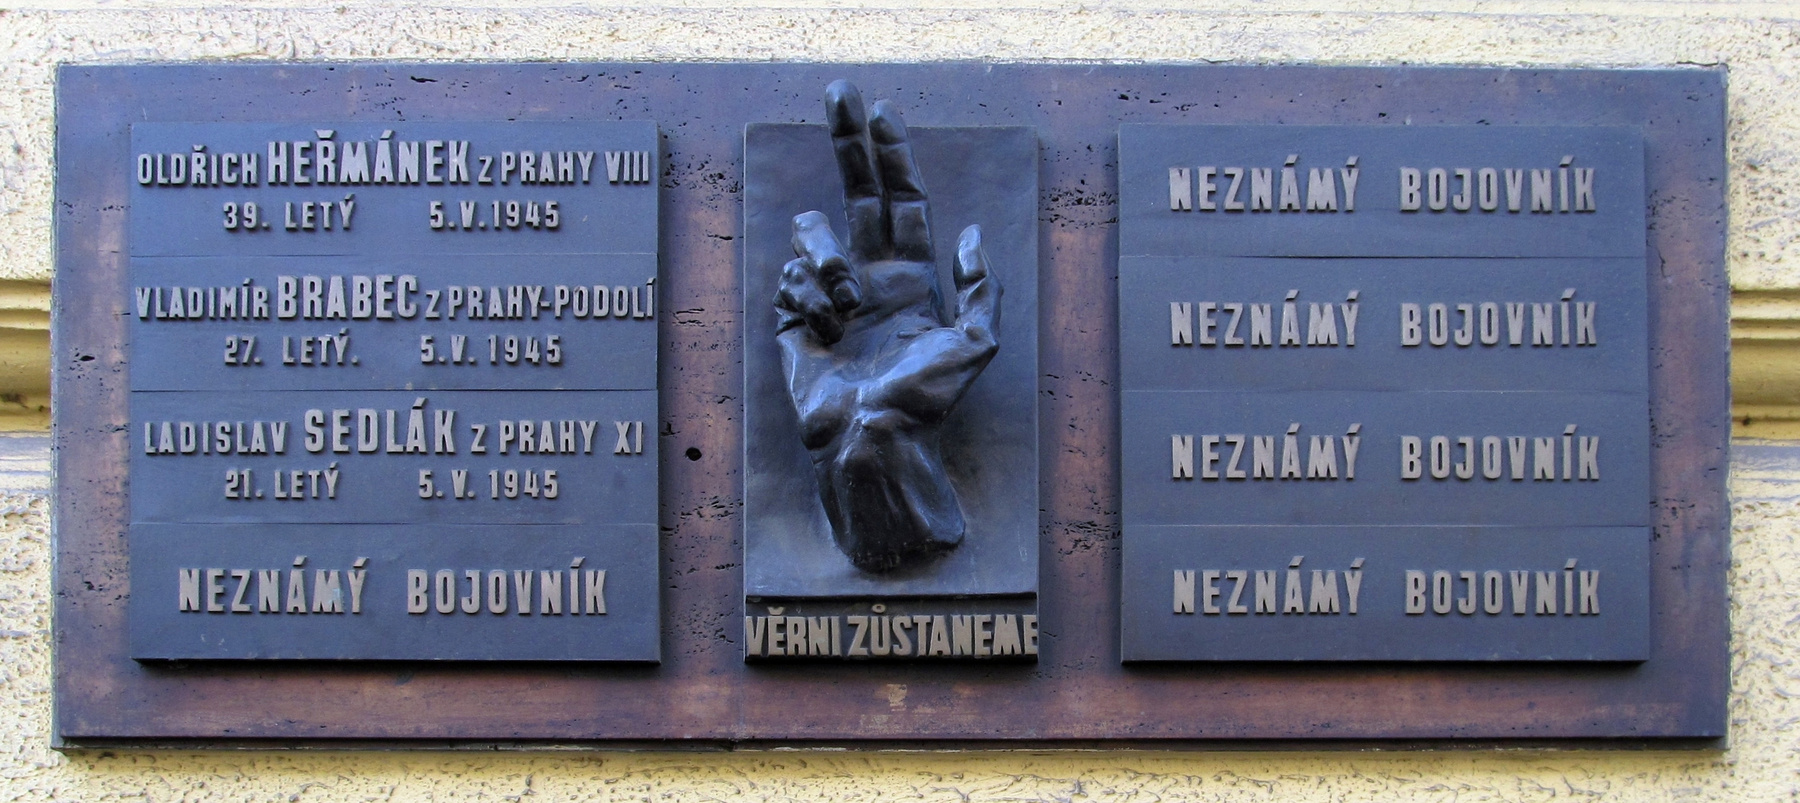 OLDŘICH HEŘMÁNEK Z PRAHY VIII
39. LETÝ 5.V.1945
VLADIMÍR BRABEC Z PRAHY-PODOLÍ
27. LETÝ. 5.V. 1945
LADISLAV SEDLÁK Z PRAHY XI
21. LETÝ 5.V. 1945
NEZNÁMÝ BOJOVNÍK
VĚRNI ZŮSTANEME
NEZNÁMÝ BOJOVNÍK
NEZNÁMÝ BOJOVNÍK
NEZNÁMÝ BOJOVNÍK
NEZNÁMÝ BOJOVNÍK